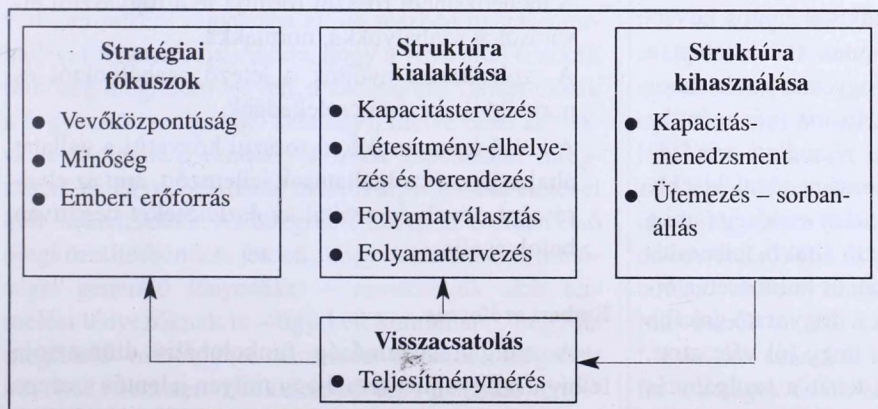 Stratégiai
fókuszok
● Vevőközpontúság
● Minőség
● Emberi erőforrás
Struktúra
kialakítása
● Kapacitástervezés
● Létesítmény-elhelye-
zés és berendezés
● Folyamatválasztás
● Folyamattervezés
Struktúra
kihasználása
● Kapacitás-
menedzsment
● Ütemezés – sorban-
állás
Visszacsatolás
● Teljesítménymérés